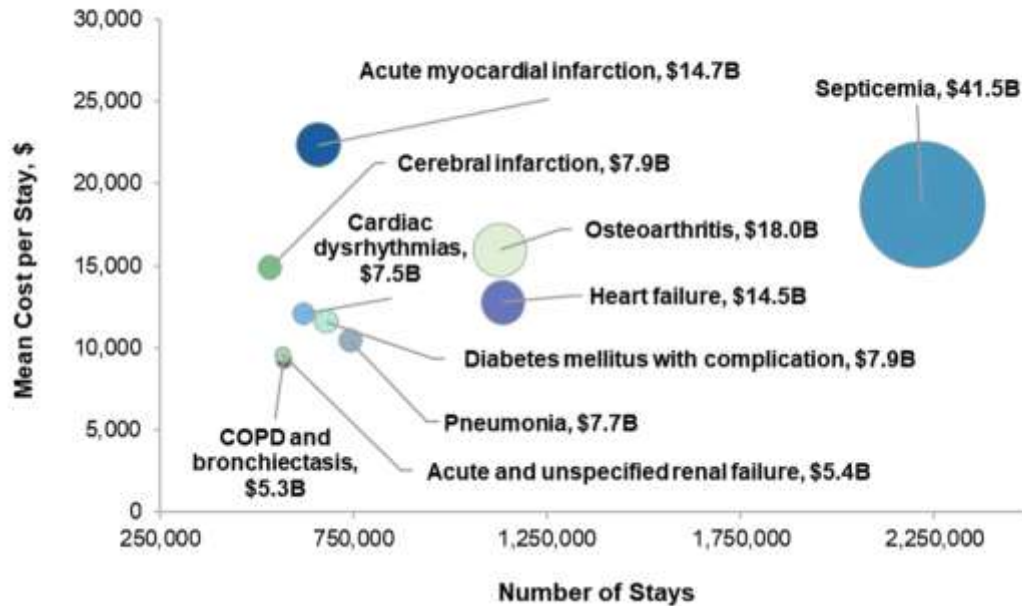 30,000
25,000
20,000
15,000
10,000
5,000
0
Mean Cost per Stay, $
Acute myocardial infarction, $14.7B
Septicemia, $41.5B
Cerebral infarction, $7.9B
Cardiac
dysrhythmias,
$7.5B
Osteoarthritis, $18.0B
Heart failure, $14.5B
Diabetes mellitus with complication, $7.9B
Pneumonia, $7.7B
COPD and
bronchiectasis,
$5.3B
Acute and unspecified renal failure, $5.4B
250,000
750,000
1,250,000
1,750,000
2,250,000
Number of Stays